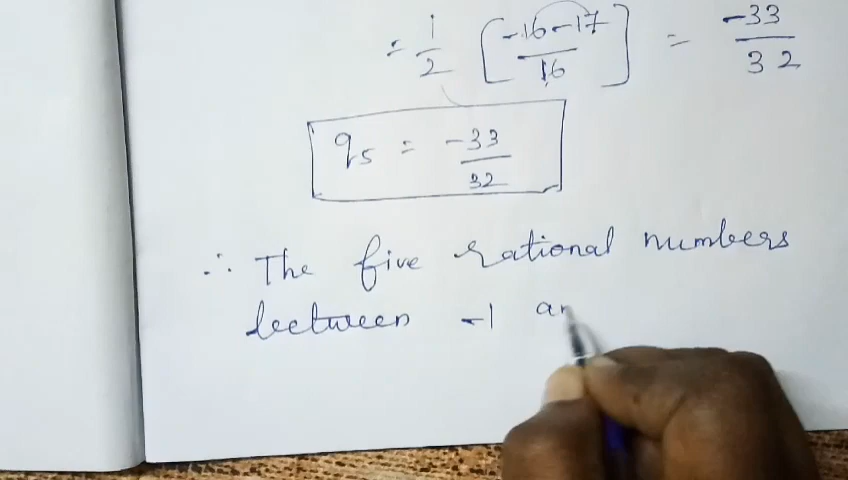 = 1/2 [ -16-17/16 ] = -33/32
q5 = -33/32
∴ The five rational numbers
between -1 an